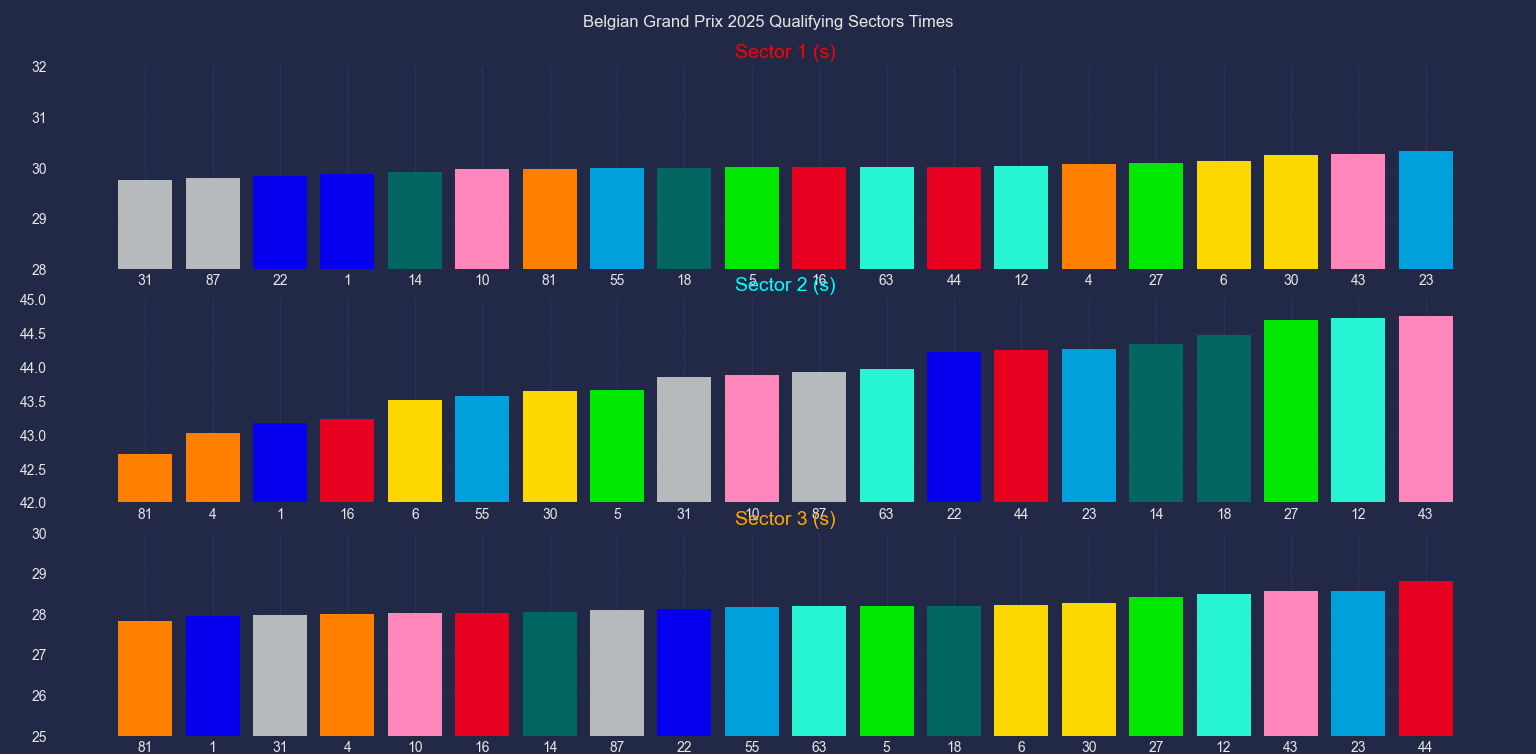 Belgian Grand Prix 2025 Qualifying Sectors Times
Sector 1 (s)
32
31
30
29
28
31 87 22 1 14 10 81 55 18 5 16 63 44 12 4 27 6 30 43 23
Sector 2 (s)
45.0
44.5
44.0
43.5
43.0
42.5
42.0
81 4 1 16 6 55 30 5 31 10 87 63 22 44 23 14 18 27 12 43
Sector 3 (s)
30
29
28
27
26
25
81 1 31 4 10 16 14 87 22 55 63 5 18 6 30 27 12 43 23 44